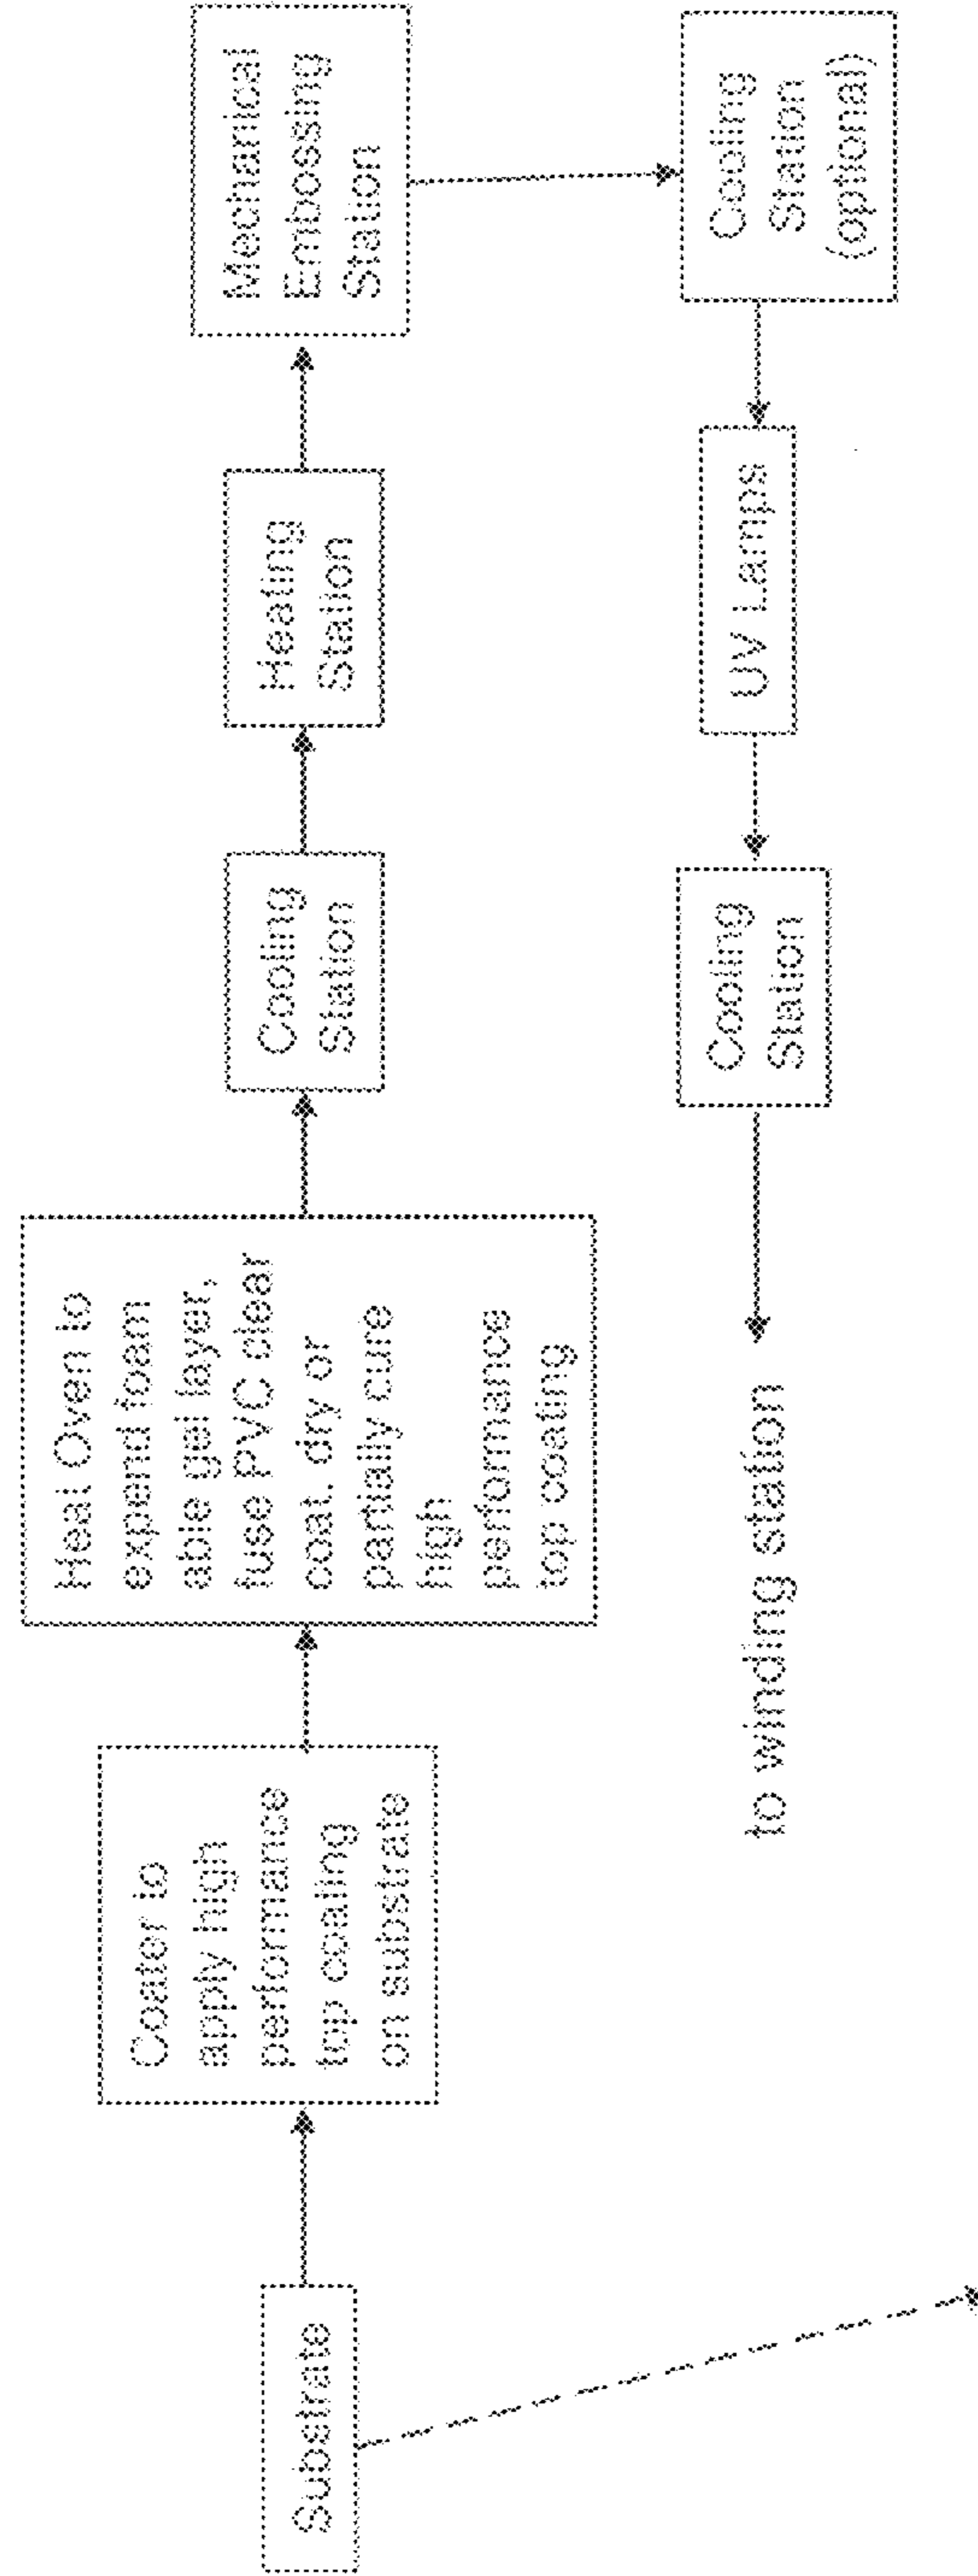 Substrate
Coater to
apply high
performance
top coating
on substrate
Heat Oven to
expend foam
able gel layer,
fuse PVC clear
coat, dry or
partially cure
high
performance
top coating
Cooling
Station
Heating
Station
Mechanical
Embossing
Station
Cooling
Station
(optional)
UV Lamps
Cooling
Station
to winding station